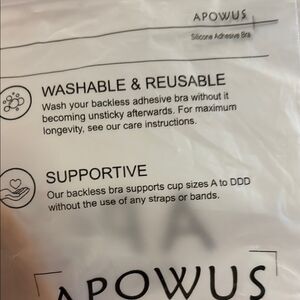 APOWUS
Silicone Adhesive Bra
WASHABLE & REUSABLE
Wash your backless adhesive bra without it
becoming unsticky afterwards. For maximum
longevity, see our care instructions.
SUPPORTIVE
Our backless bra supports cup sizes A to DDD
without the use of any straps or bands.
APOWUS